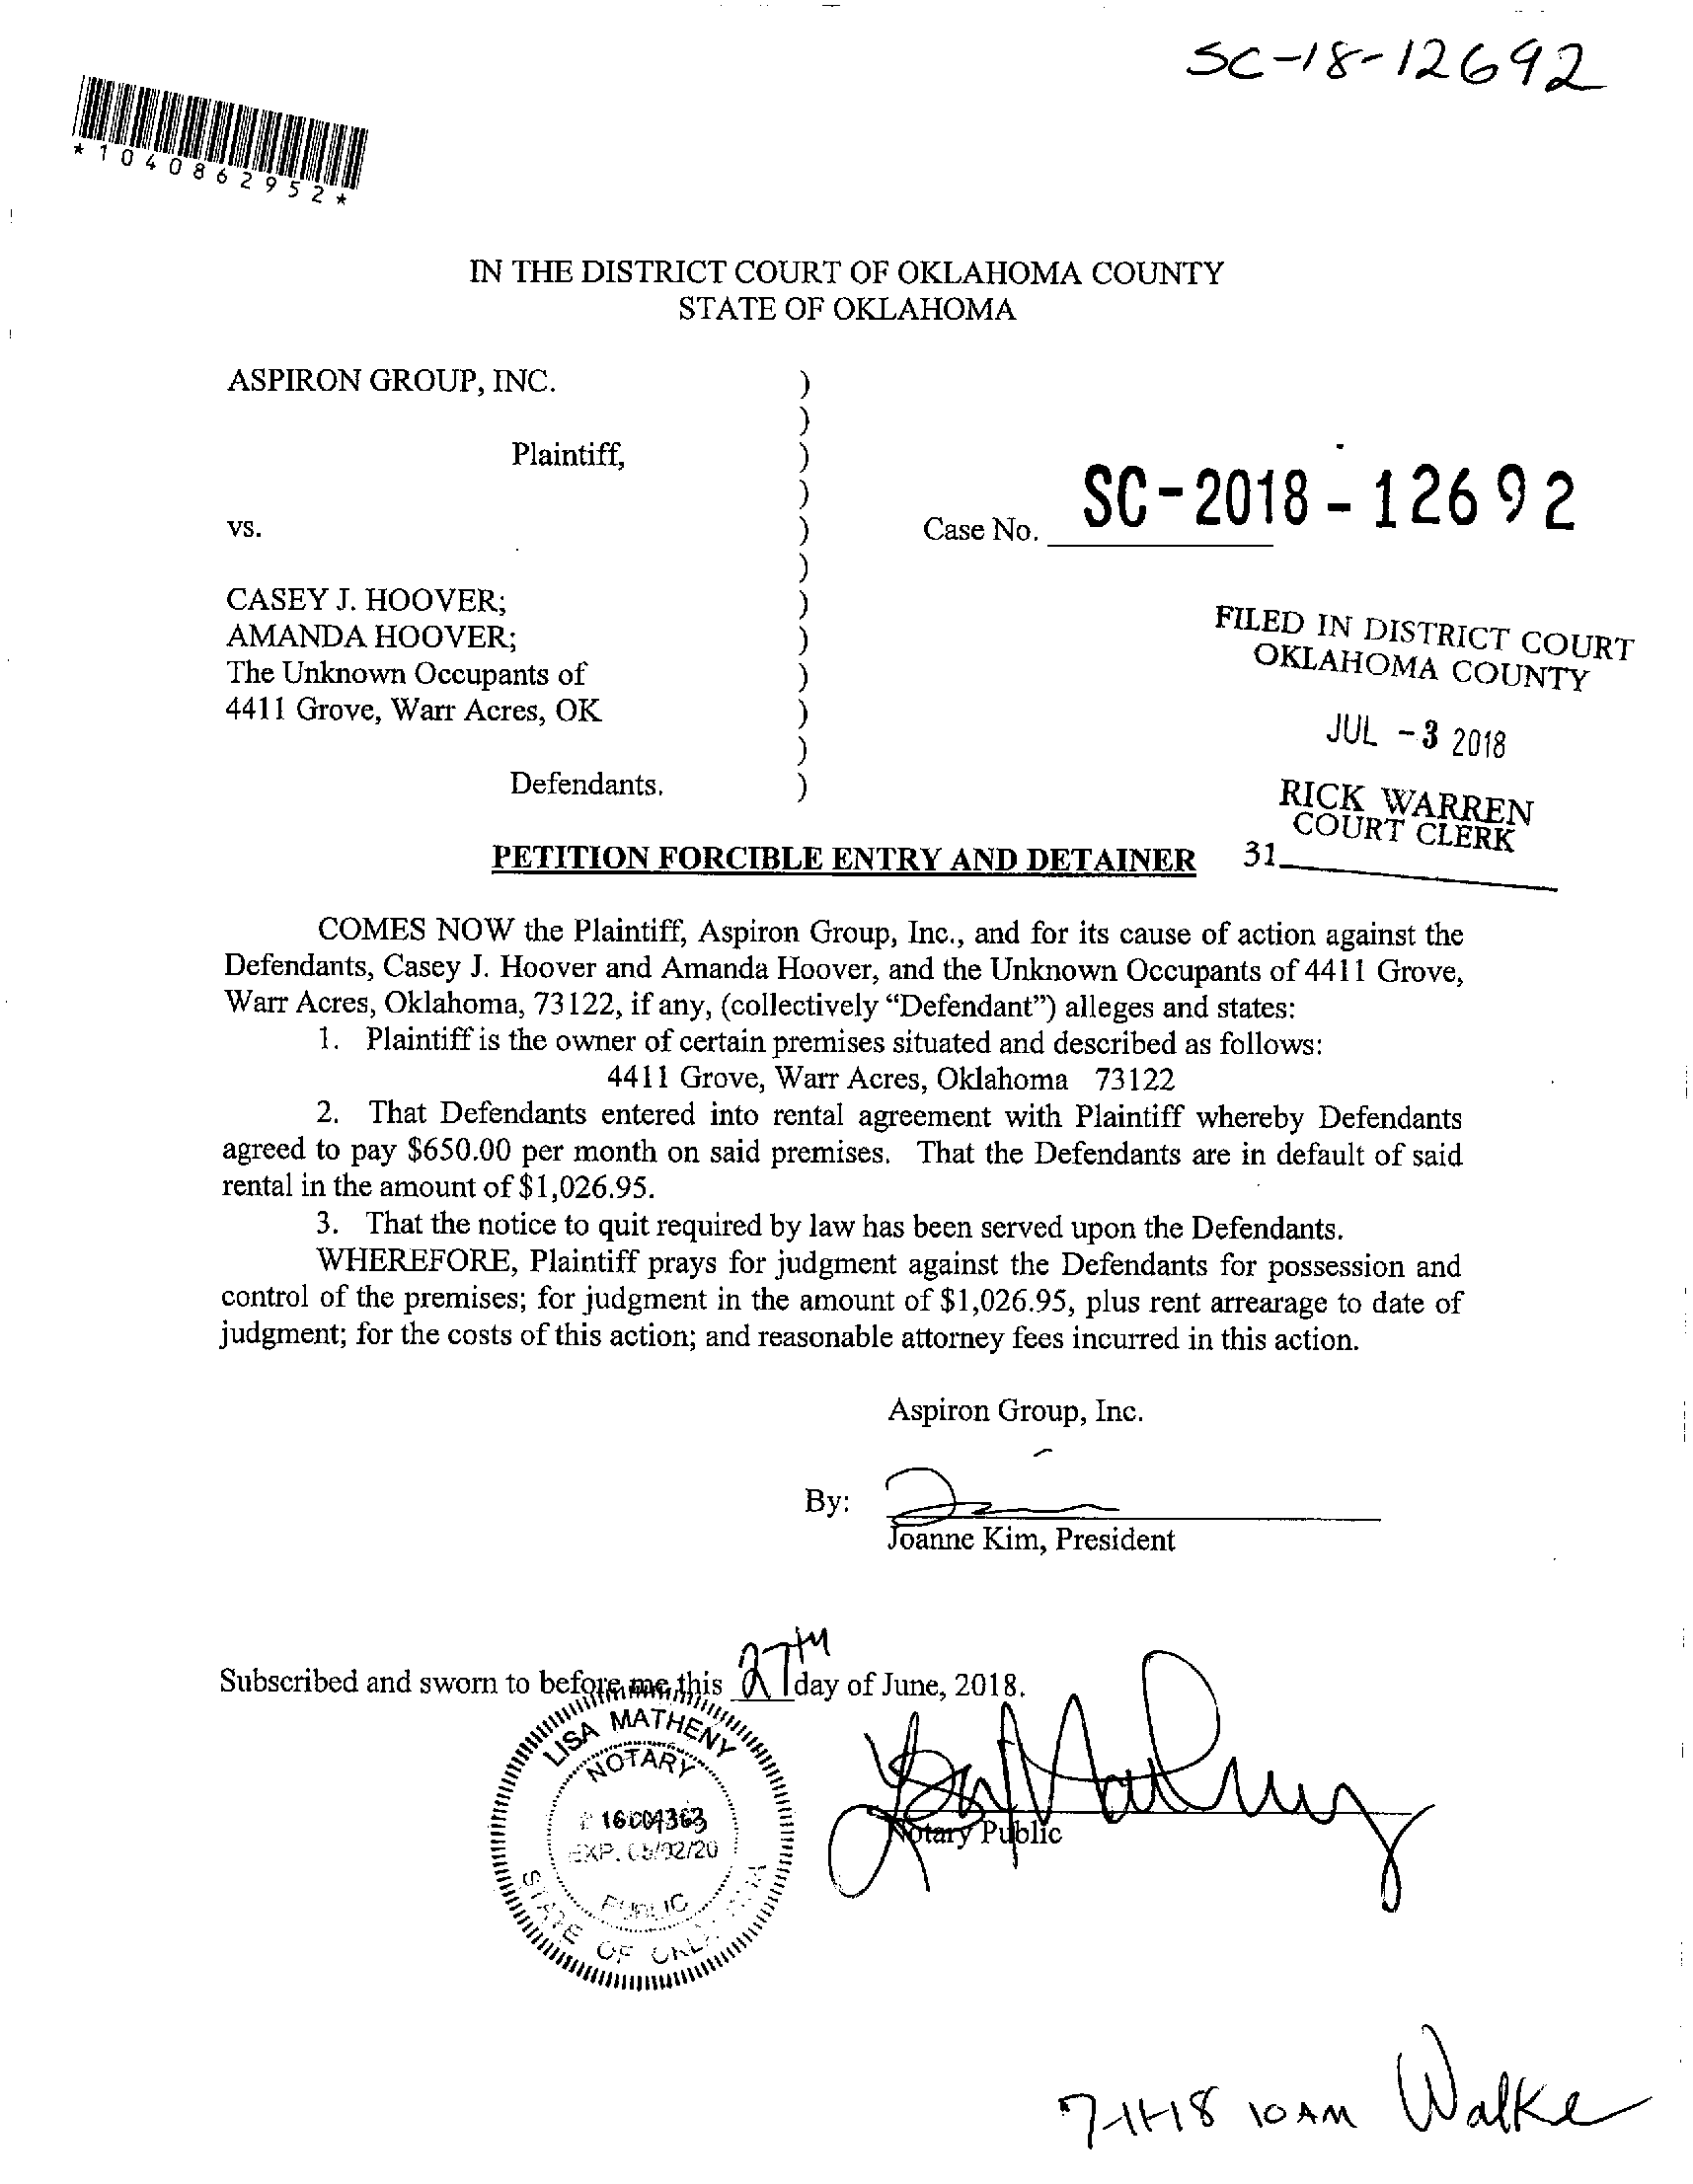 SC-18-12692
*1040862952*
IN THE DISTRICT COURT OF OKLAHOMA COUNTY
STATE OF OKLAHOMA
ASPIRON GROUP, INC. )
)
Plaintiff, )
)
vs. ) Case No. SC-2018-12692
)
CASEY J. HOOVER; )
AMANDA HOOVER; )
The Unknown Occupants of )
4411 Grove, Warr Acres, OK )
)
Defendants. )
FILED IN DISTRICT COURT
OKLAHOMA COUNTY
JUL -3 2018
RICK WARREN
COURT CLERK
31
PETITION FORCIBLE ENTRY AND DETAINER
COMES NOW the Plaintiff, Aspiron Group, Inc., and for its cause of action against the
Defendants, Casey J. Hoover and Amanda Hoover, and the Unknown Occupants of 4411 Grove,
Warr Acres, Oklahoma, 73122, if any, (collectively “Defendant”) alleges and states:
1. Plaintiff is the owner of certain premises situated and described as follows:
4411 Grove, Warr Acres, Oklahoma 73122
2. That Defendants entered into rental agreement with Plaintiff whereby Defendants
agreed to pay $650.00 per month on said premises. That the Defendants are in default of said
rental in the amount of $1,026.95.
3. That the notice to quit required by law has been served upon the Defendants.
WHEREFORE, Plaintiff prays for judgment against the Defendants for possession and
control of the premises; for judgment in the amount of $1,026.95, plus rent arrearage to date of
judgment; for the costs of this action; and reasonable attorney fees incurred in this action.
Aspiron Group, Inc.
By:
Joanne Kim, President
Subscribed and sworn to before me this 27TH day of June, 2018.
LISA MATHENY
NOTARY
# 16004363
EXP. 05/02/20
PUBLIC
STATE OF OKLAHOMA
Notary Public
10 AM Walke